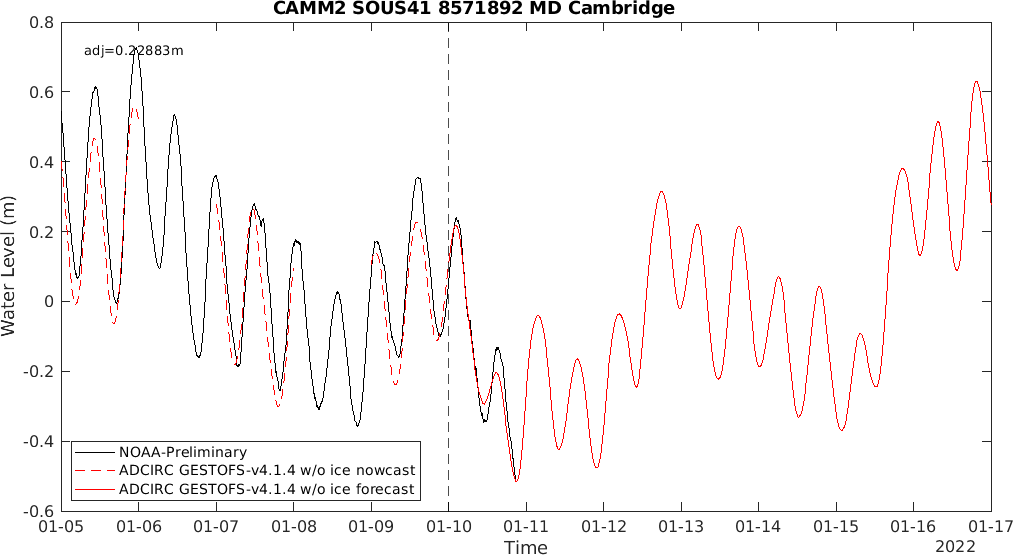 CAMM2 SOUS41 8571892 MD Cambridge
adj=0.22883m
0.8
0.6
0.4
0.2
0
-0.2
-0.4
-0.6
Water Level (m)
NOAA-Preliminary
ADCIRC GESTOFS-v4.1.4 w/o ice nowcast
ADCIRC GESTOFS-v4.1.4 w/o ice forecast
01-05 01-06 01-07 01-08 01-09 01-10 01-11 01-12 01-13 01-14 01-15 01-16 01-17
Time
2022